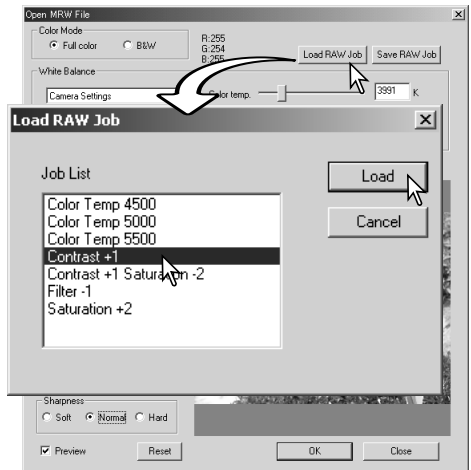 Open MRW File
Color Mode
Full color B&W
R:255
G:254
B:255
Load RAW Job Save RAW Job
White Balance
Camera Settings
Color temp. 3991 K
Load RAW Job
Job List
Color Temp 4500
Color Temp 5000
Color Temp 5500
Contrast +1
Contrast +1 Saturation -2
Filter -1
Saturation +2
Load
Cancel
Sharpness
Soft Normal Hard
Preview Reset OK Close